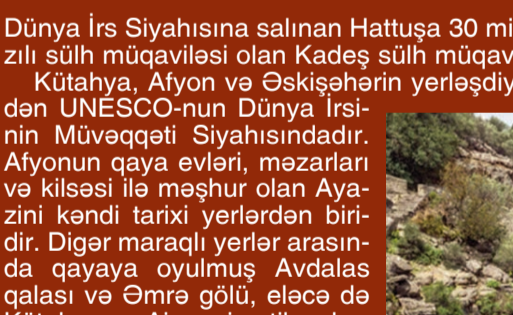 Dünya İrs Siyahısına salınan Hattuşa 30 mi
zılı sülh müqaviləsi olan Kadeş sülh müqav
Kütahya, Afyon və Əskişəhərin yerləşdiy
dən UNESCO-nun Dünya İrsi-
nin Müvəqqəti Siyahısındadır.
Afyonun qaya evləri, məzarları
və kilsəsi ilə məşhur olan Aya-
zini kəndi tarixi yerlərdən biri-
dir. Digər maraqlı yerlər arasın-
da qayaya oyulmuş Avdalas
qalası və Əmrə gölü, eləcə də